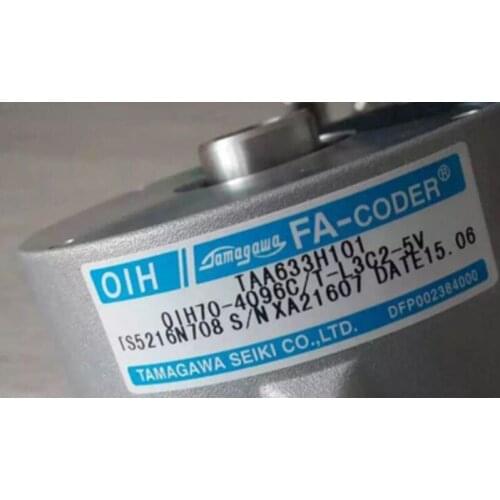 OIH Tamagawa FA-CODER®
TAA633H101
OIH70-4096C/T-L3C2-5V
TS5216N708 S/N XA21607 DATE15.06
TAMAGAWA SEIKI CO.,LTD. DFP002384000